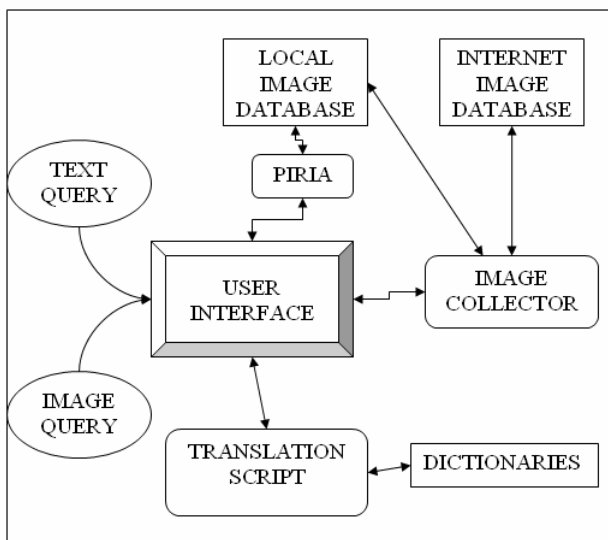 LOCAL
IMAGE
DATABASE
INTERNET
IMAGE
DATABASE
TEXT
QUERY
PIRIA
USER
INTERFACE
IMAGE
COLLECTOR
IMAGE
QUERY
TRANSLATION
SCRIPT
DICTIONARIES